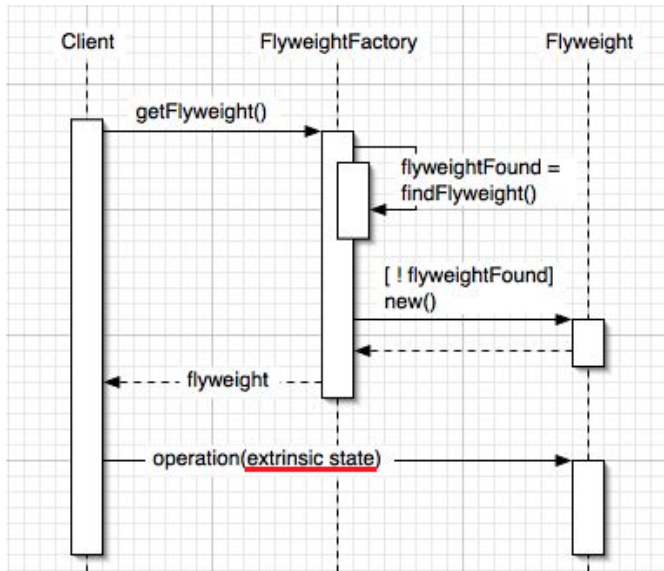 Client FlyweightFactory Flyweight
getFlyweight()
flyweightFound =
findFlyweight()
[ ! flyweightFound]
new()
flyweight
operation(extrinsic state)